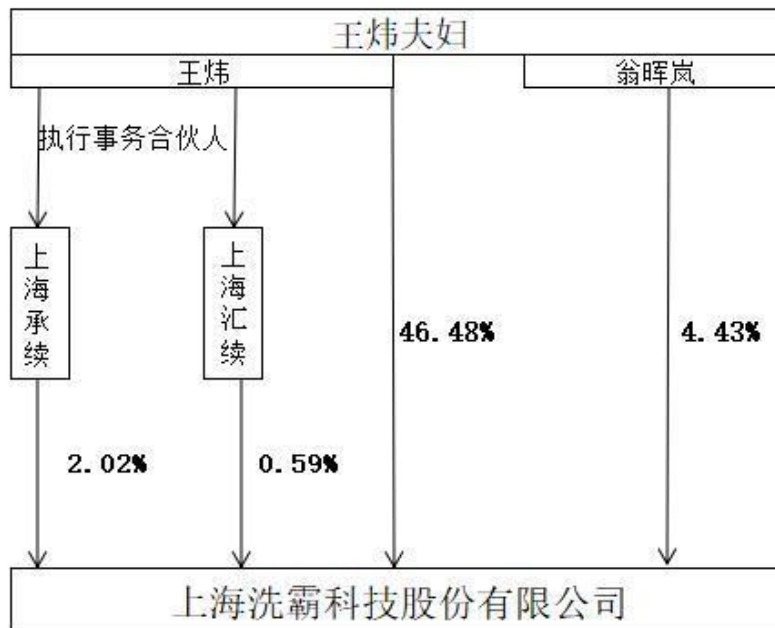 王炜夫妇
王炜
翁晖岚
执行事务合伙人
上海承续
上海汇续
46.48%
4.43%
2.02%
0.59%
上海洗霸科技股份有限公司